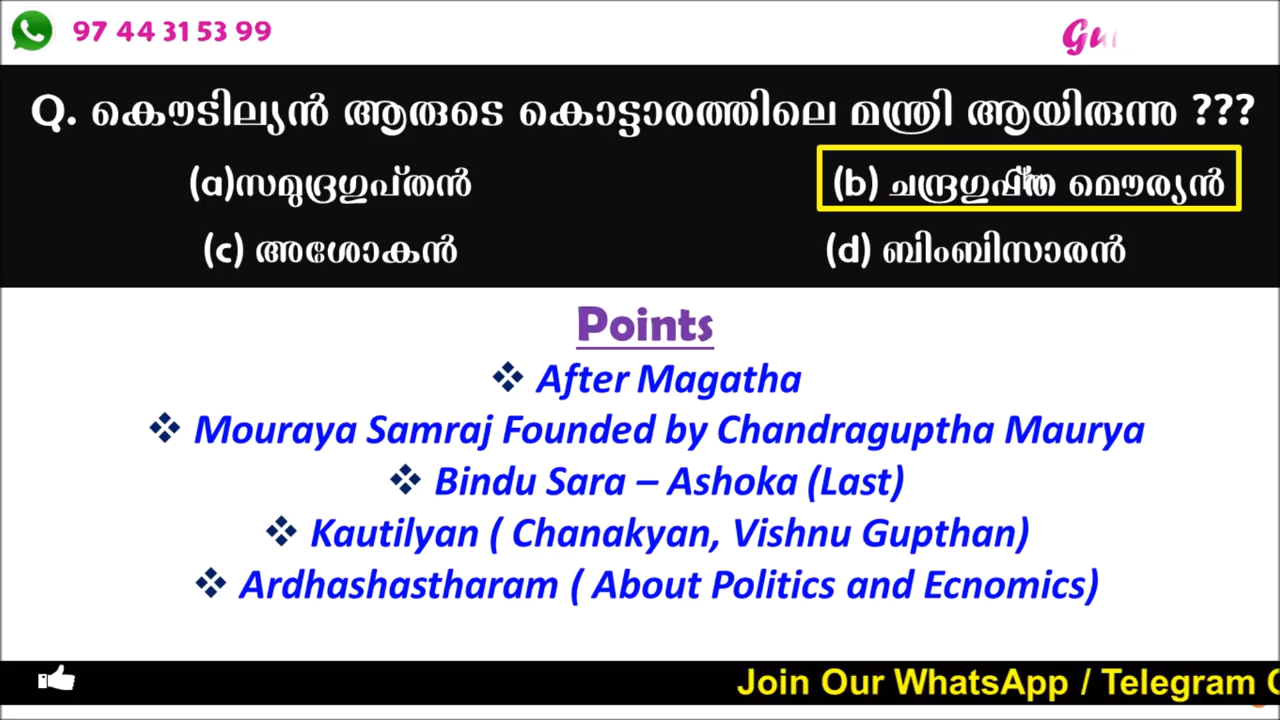 97 44 31 53 99
Gu
Q. കൌടില്യൻ ആരുടെ കൊട്ടാരത്തിലെ മന്ത്രി ആയിരുന്നു ???
(a)സമുദ്രഗുപ്തൻ (b) ചന്ദ്രഗുപ്ത മൌര്യൻ
(c) അശോകൻ (d) ബിംബിസാരൻ
Points
❖ After Magatha
❖ Mouraya Samraj Founded by Chandraguptha Maurya
❖ Bindu Sara – Ashoka (Last)
❖ Kautilyan ( Chanakyan, Vishnu Gupthan)
❖ Ardhashastharam ( About Politics and Ecnomics)
Join Our WhatsApp / Telegram